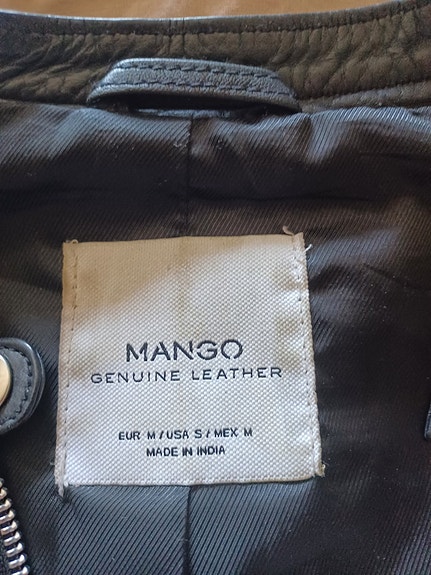 MANGO
GENUINE LEATHER
EUR M / USA S / MEX M
MADE IN INDIA